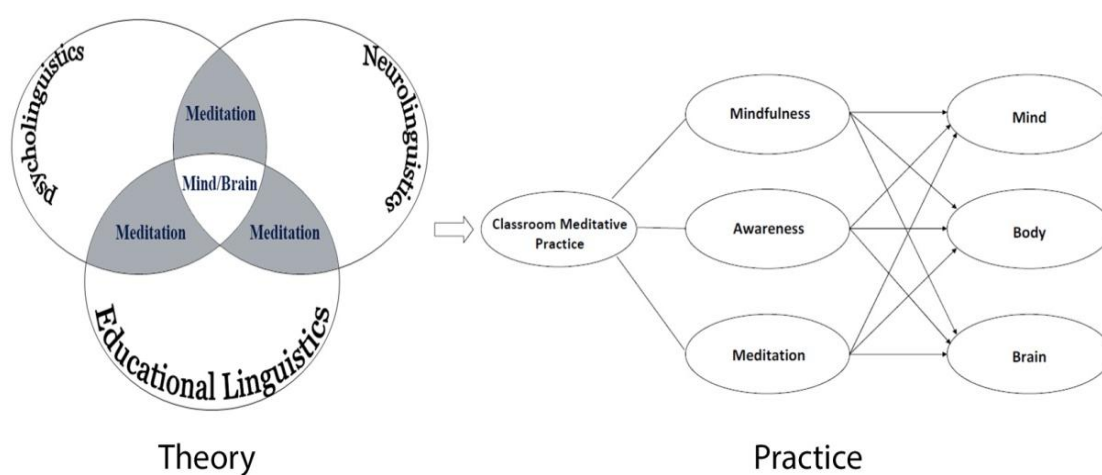 psycholinguistics
Neurolinguistics
Meditation
Mind/Brain
Meditation
Meditation
Educational Linguistics
Theory
Classroom Meditative
Practice
Mindfulness
Awareness
Meditation
Mind
Body
Brain
Practice